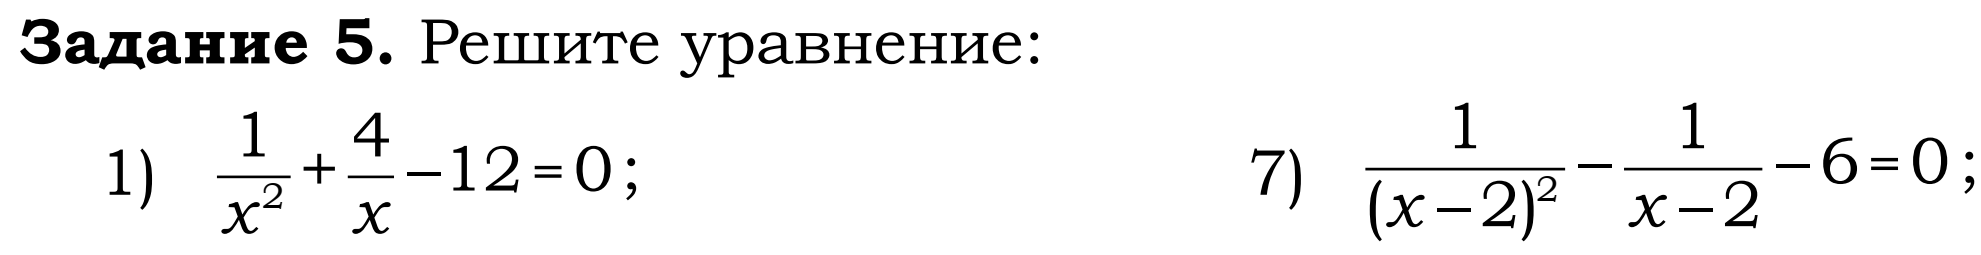 Задание 5. Решите уравнение:
1) 1/x² + 4/x − 12 = 0 ; 7) 1/(x − 2)² − 1/(x − 2) − 6 = 0 ;